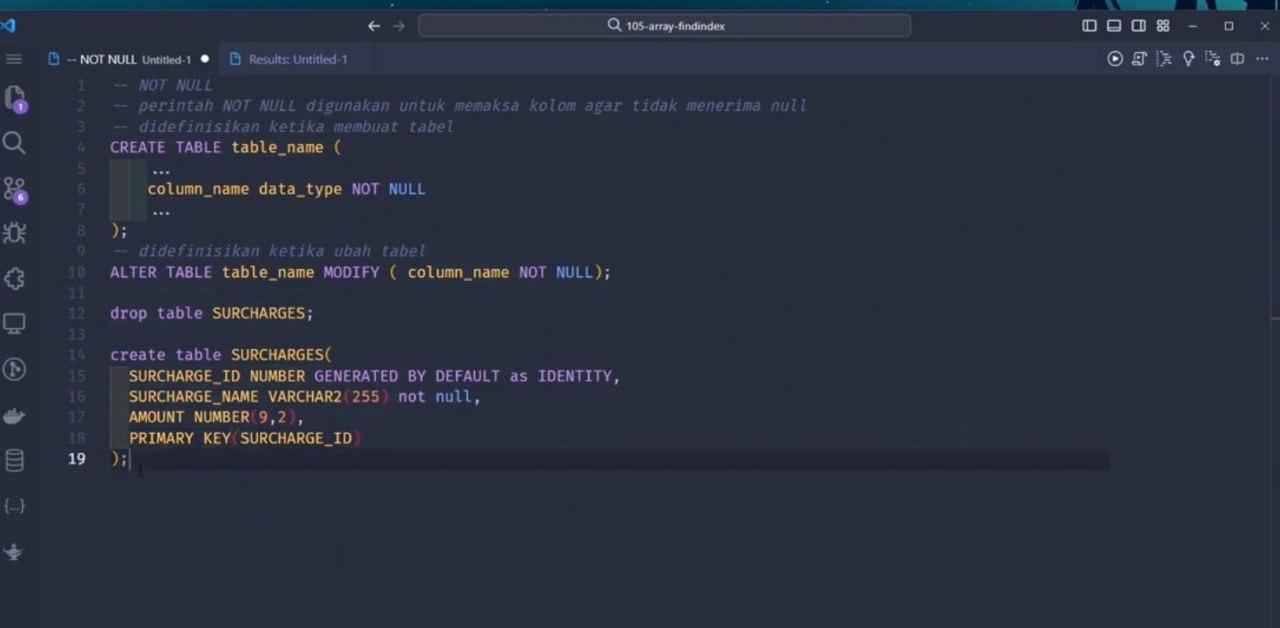 105-array-findindex
-- NOT NULL Untitled-1 Results: Untitled-1
1 -- NOT NULL
2 -- perintah NOT NULL digunakan untuk memaksa kolom agar tidak menerima null
3 -- didefinisikan ketika membuat tabel
4 CREATE TABLE table_name (
5 ...
6 column_name data_type NOT NULL
7 ...
8 );
9 -- didefinisikan ketika ubah tabel
10 ALTER TABLE table_name MODIFY ( column_name NOT NULL);
11
12 drop table SURCHARGES;
13
14 create table SURCHARGES(
15 SURCHARGE_ID NUMBER GENERATED BY DEFAULT as IDENTITY,
16 SURCHARGE_NAME VARCHAR2(255) not null,
17 AMOUNT NUMBER(9,2),
18 PRIMARY KEY(SURCHARGE_ID)
19 );
1
6